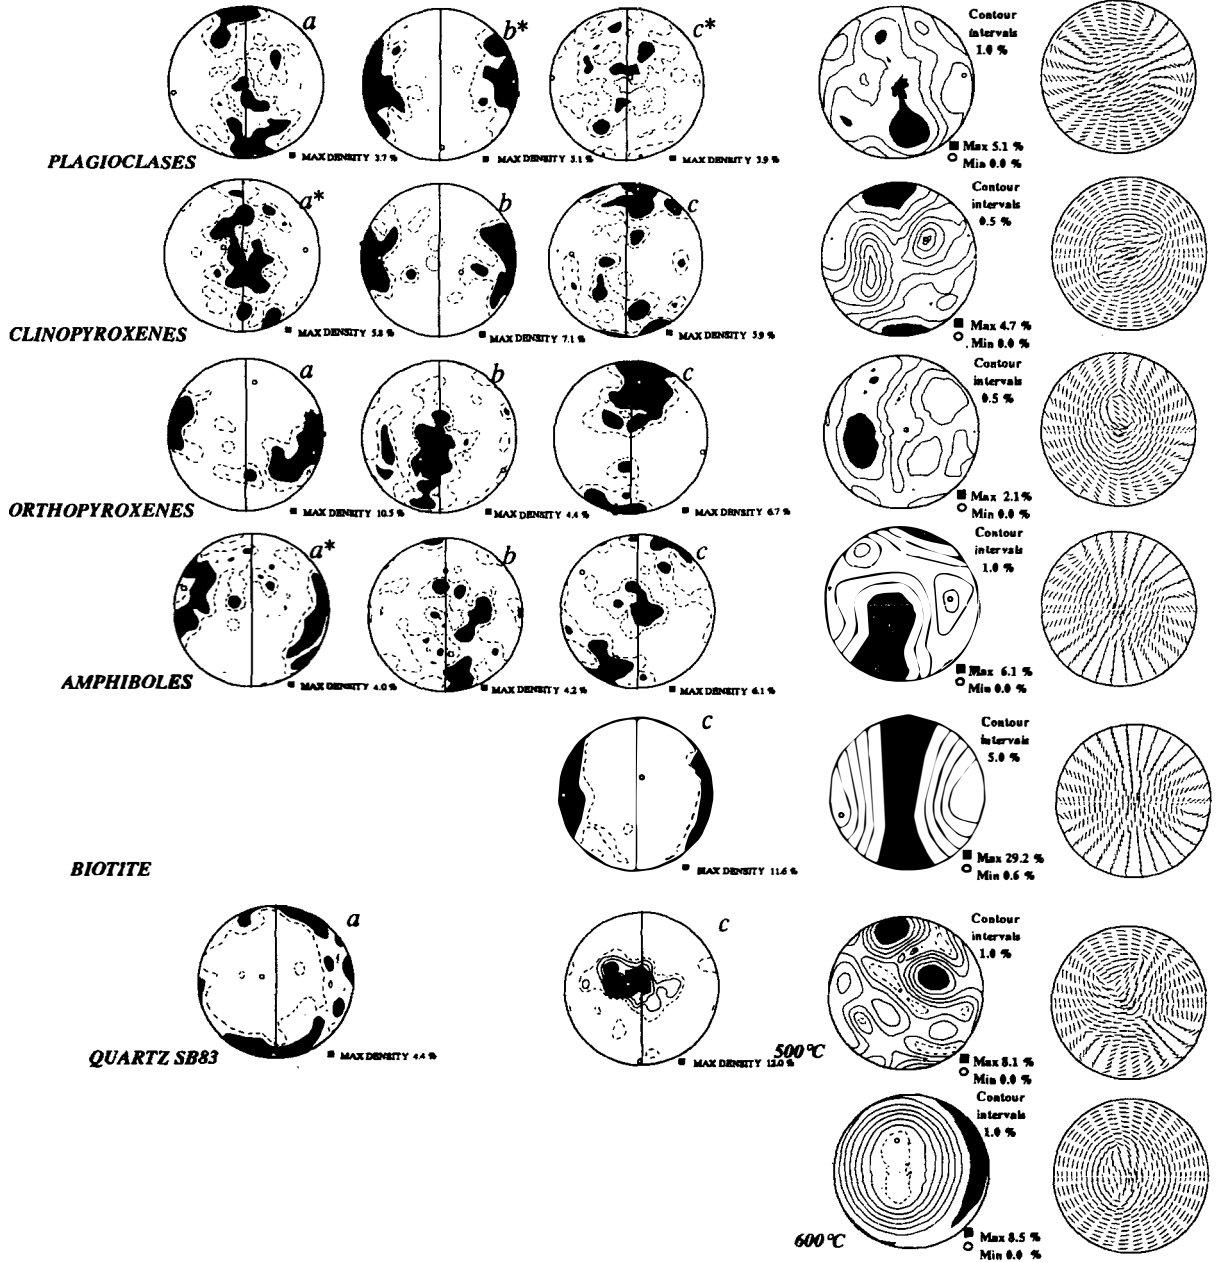 a
b*
c*
Contour
intervals
1.0 %
PLAGIOCLASES
MAX DENSITY 3.7 %
MAX DENSITY 5.1 %
MAX DENSITY 3.9 %
Max 5.1 %
Min 0.0 %
a*
b
c
Contour
intervals
0.5 %
CLINOPYROXENES
MAX DENSITY 5.8 %
MAX DENSITY 7.1 %
MAX DENSITY 5.9 %
Max 4.7 %
Min 0.0 %
a
b
c
Contour
intervals
0.5 %
ORTHOPYROXENES
MAX DENSITY 10.5 %
MAX DENSITY 4.4 %
MAX DENSITY 6.7 %
Max 2.1 %
Min 0.0 %
a*
b
c
Contour
intervals
1.0 %
AMPHIBOLES
MAX DENSITY 4.0 %
MAX DENSITY 4.2 %
MAX DENSITY 6.1 %
Max 6.1 %
Min 0.0 %
c
Contour
intervals
5.0 %
BIOTITE
MAX DENSITY 11.6 %
Max 29.2 %
Min 0.6 %
a
c
Contour
intervals
1.0 %
QUARTZ SB83
MAX DENSITY 4.4 %
MAX DENSITY 12.0 %
500°C
Max 8.1 %
Min 0.0 %
Contour
intervals
1.0 %
600°C
Max 8.5 %
Min 0.0 %